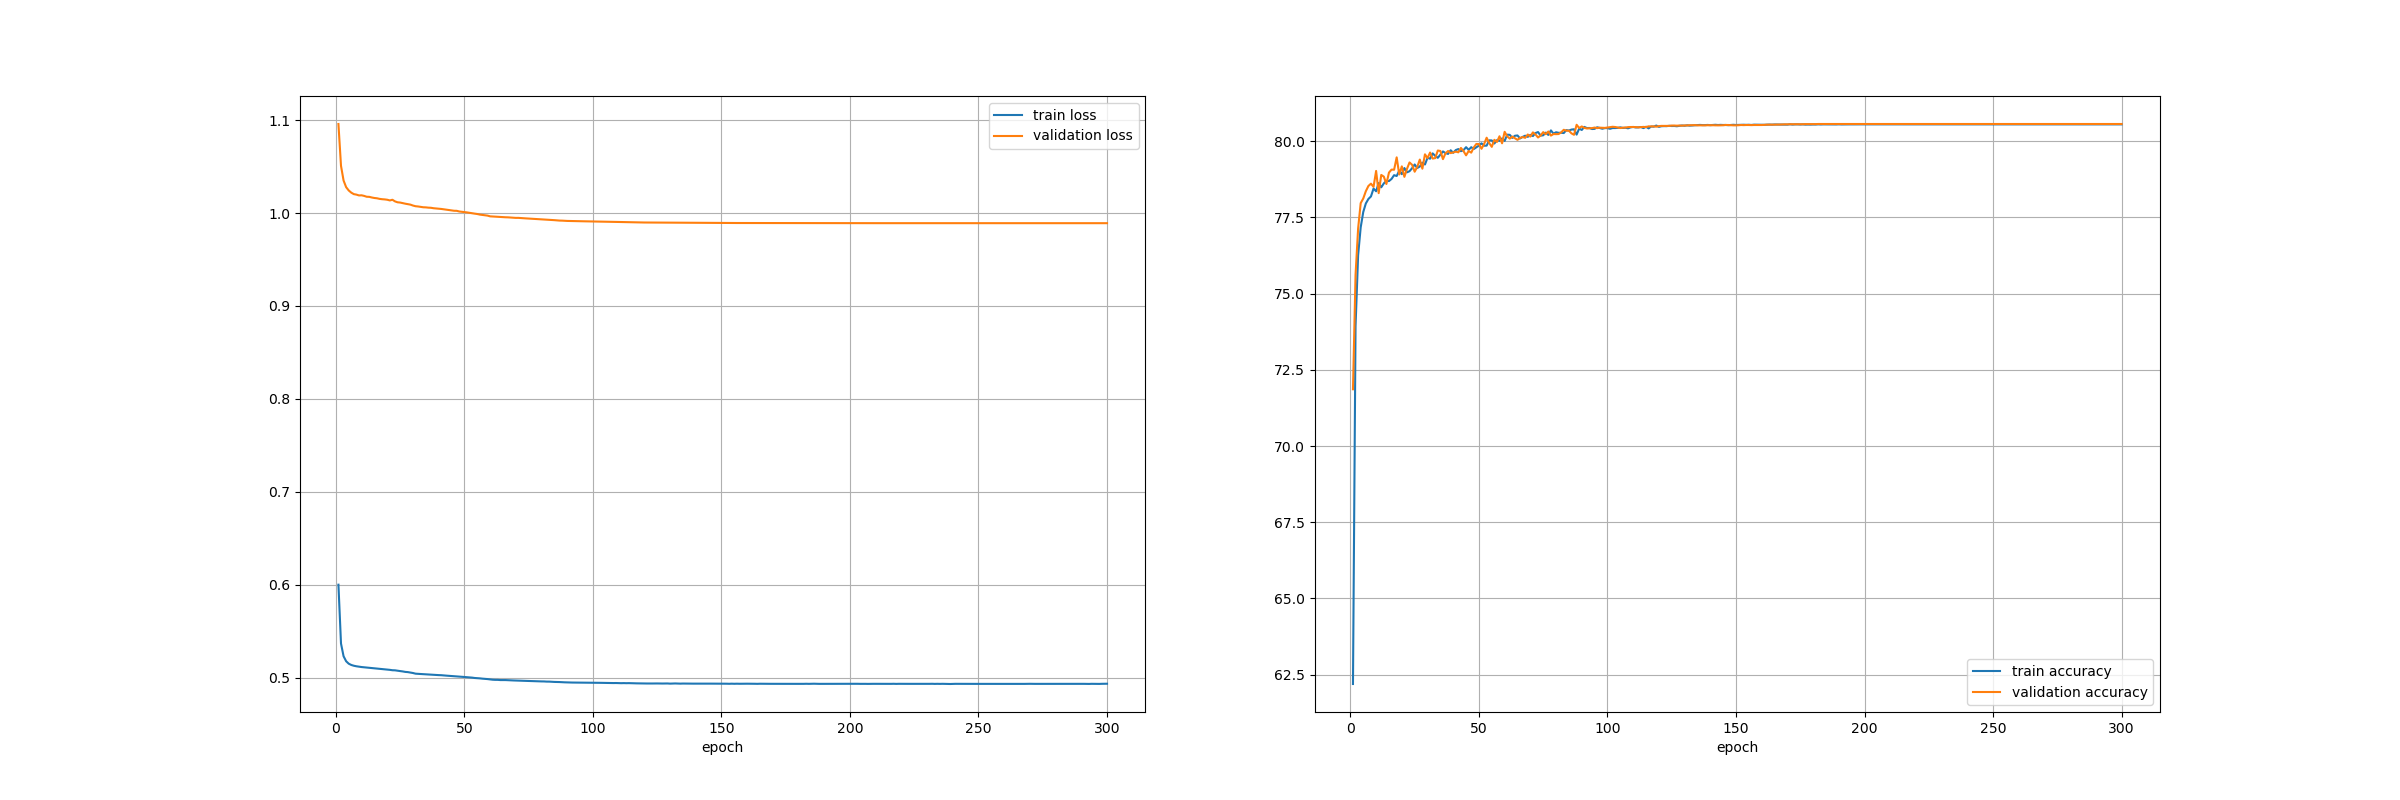 train loss
validation loss
1.1
1.0
0.9
0.8
0.7
0.6
0.5
0 50 100 150 200 250 300
epoch
80.0
77.5
75.0
72.5
70.0
67.5
65.0
62.5
train accuracy
validation accuracy
0 50 100 150 200 250 300
epoch